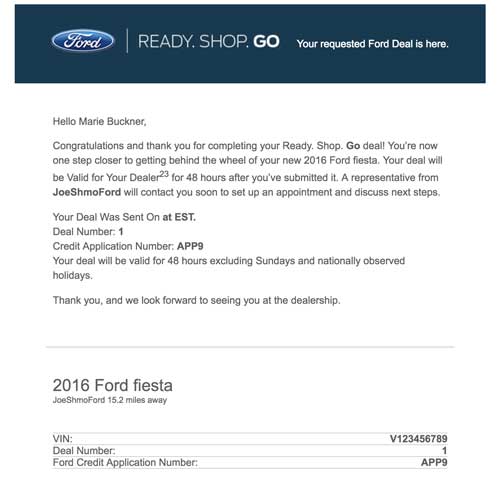 Ford READY. SHOP. GO Your requested Ford Deal is here.
Hello Marie Buckner,
Congratulations and thank you for completing your Ready. Shop. Go deal! You're now
one step closer to getting behind the wheel of your new 2016 Ford fiesta. Your deal will
be Valid for Your Dealer23 for 48 hours after you've submitted it. A representative from
JoeShmoFord will contact you soon to set up an appointment and discuss next steps.
Your Deal Was Sent On at EST.
Deal Number: 1
Credit Application Number: APP9
Your deal will be valid for 48 hours excluding Sundays and nationally observed
holidays.
Thank you, and we look forward to seeing you at the dealership.
2016 Ford fiesta
JoeShmoFord 15.2 miles away
VIN: V123456789
Deal Number: 1
Ford Credit Application Number: APP9